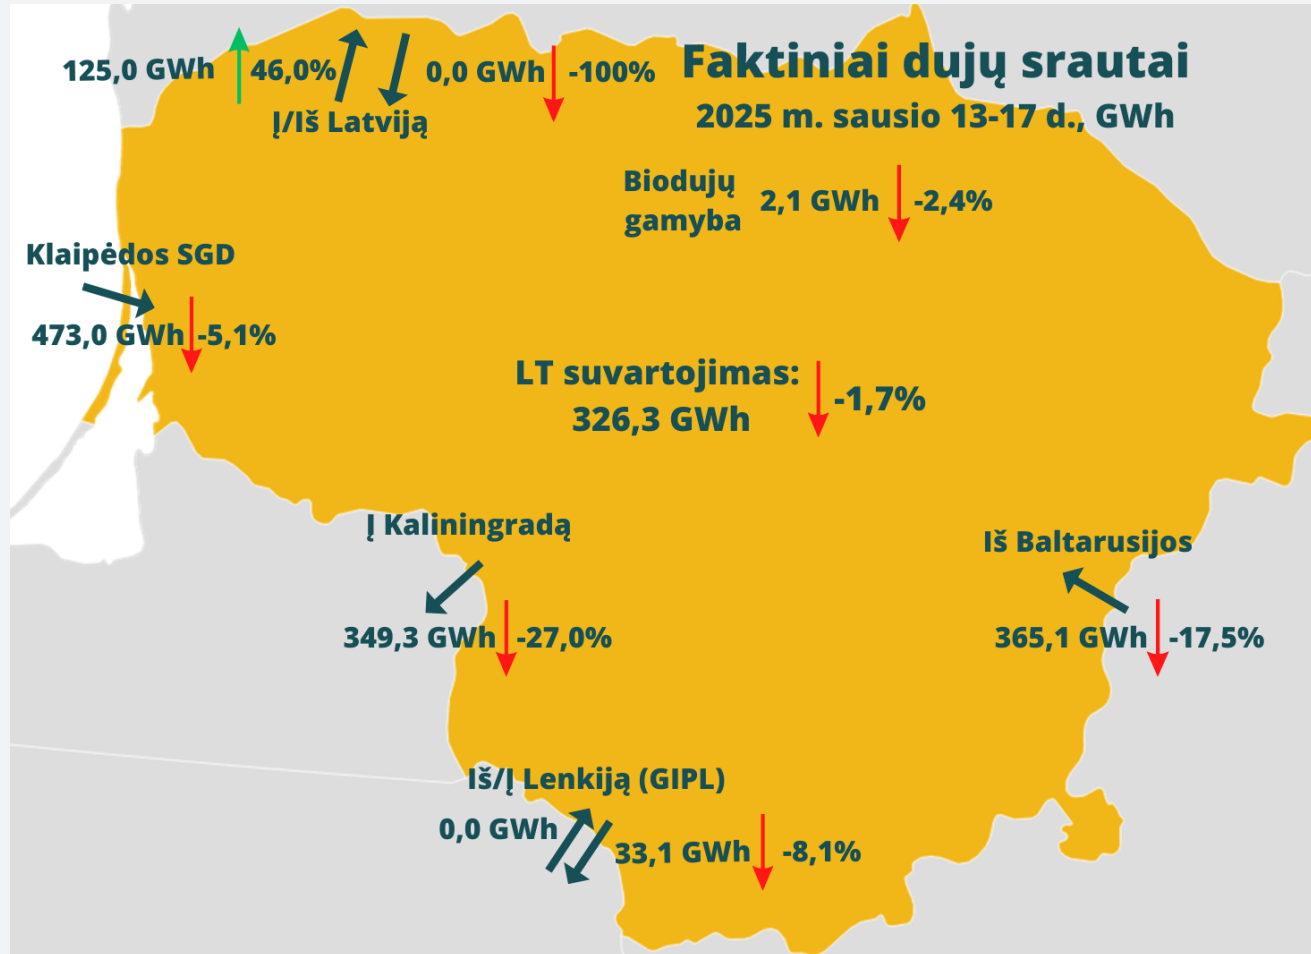 Faktiniai dujų srautai
2025 m. sausio 13-17 d., GWh
125,0 GWh 46,0%
0,0 GWh -100%
Į/Iš Latviją
Biodujų
gamyba
2,1 GWh -2,4%
Klaipėdos SGD
473,0 GWh -5,1%
LT suvartojimas:
326,3 GWh
-1,7%
Į Kaliningradą
349,3 GWh -27,0%
Iš Baltarusijos
365,1 GWh -17,5%
Iš/Į Lenkiją (GIPL)
0,0 GWh
33,1 GWh -8,1%